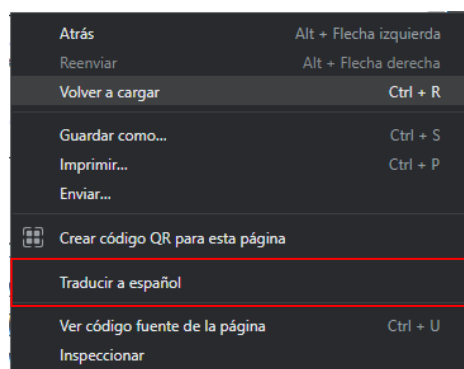 Atrás Alt + Flecha izquierda
Reenviar Alt + Flecha derecha
Volver a cargar Ctrl + R
Guardar como... Ctrl + S
Imprimir... Ctrl + P
Enviar...
Crear código QR para esta página
Traducir a español
Ver código fuente de la página Ctrl + U
Inspeccionar